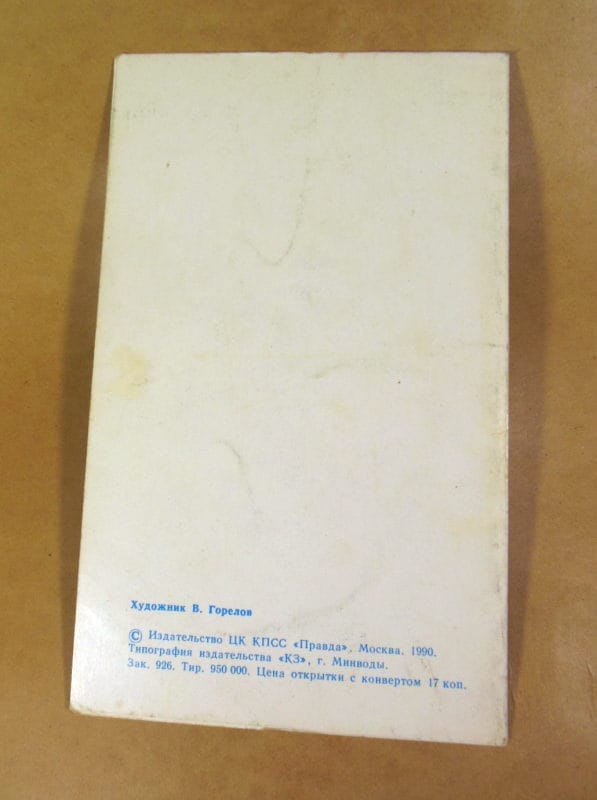 Художник В. Горелов
© Издательство ЦК КПСС «Правда». Москва. 1990.
Типография издательства «КЗ», г. Минводы.
Зак. 926. Тир. 950 000. Цена открытки с конвертом 17 коп.